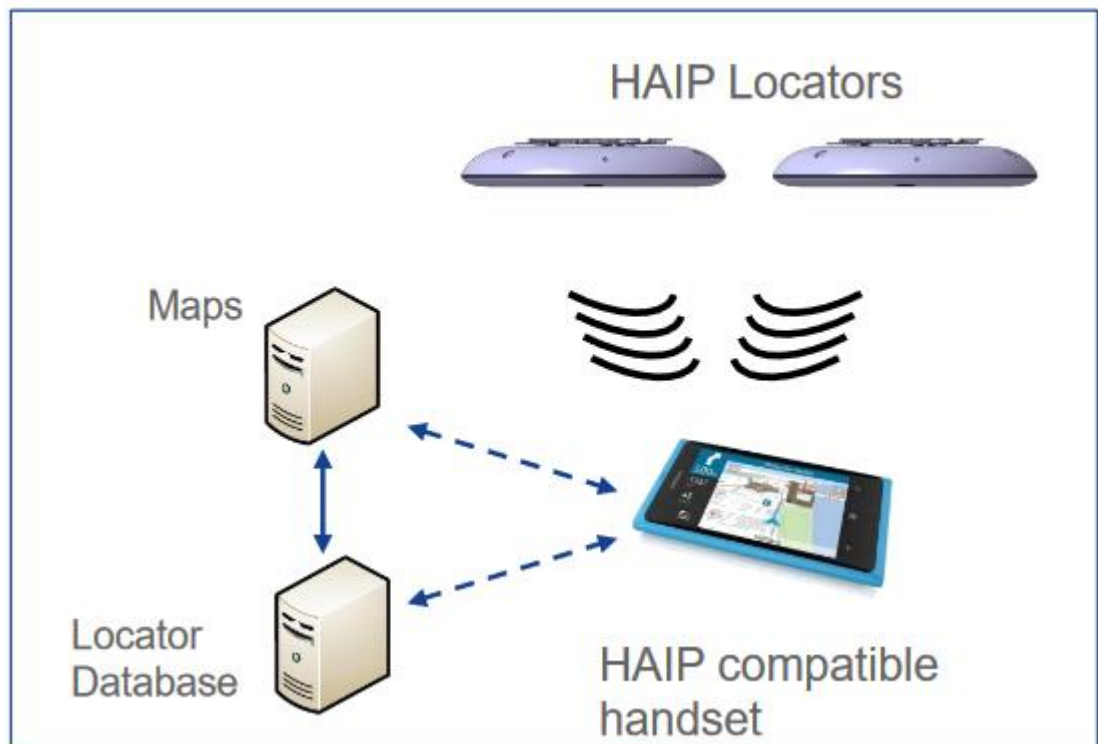 HAIP Locators
Maps
Locator
Database
HAIP compatible
handset